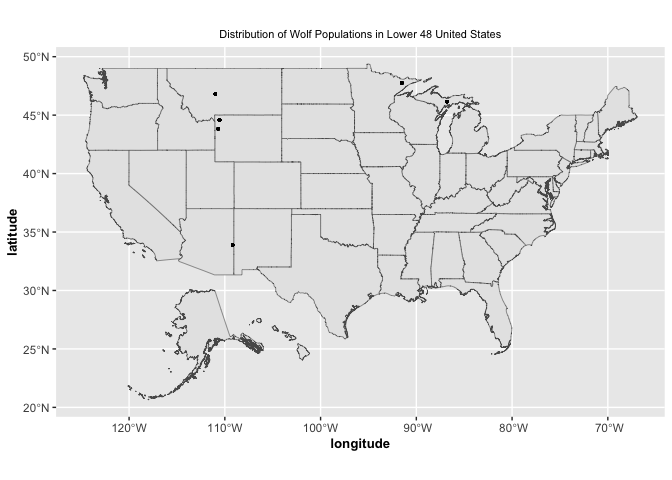 Distribution of Wolf Populations in Lower 48 United States
50°N
45°N
40°N
35°N
30°N
25°N
20°N
latitude
120°W 110°W 100°W 90°W 80°W 70°W
longitude